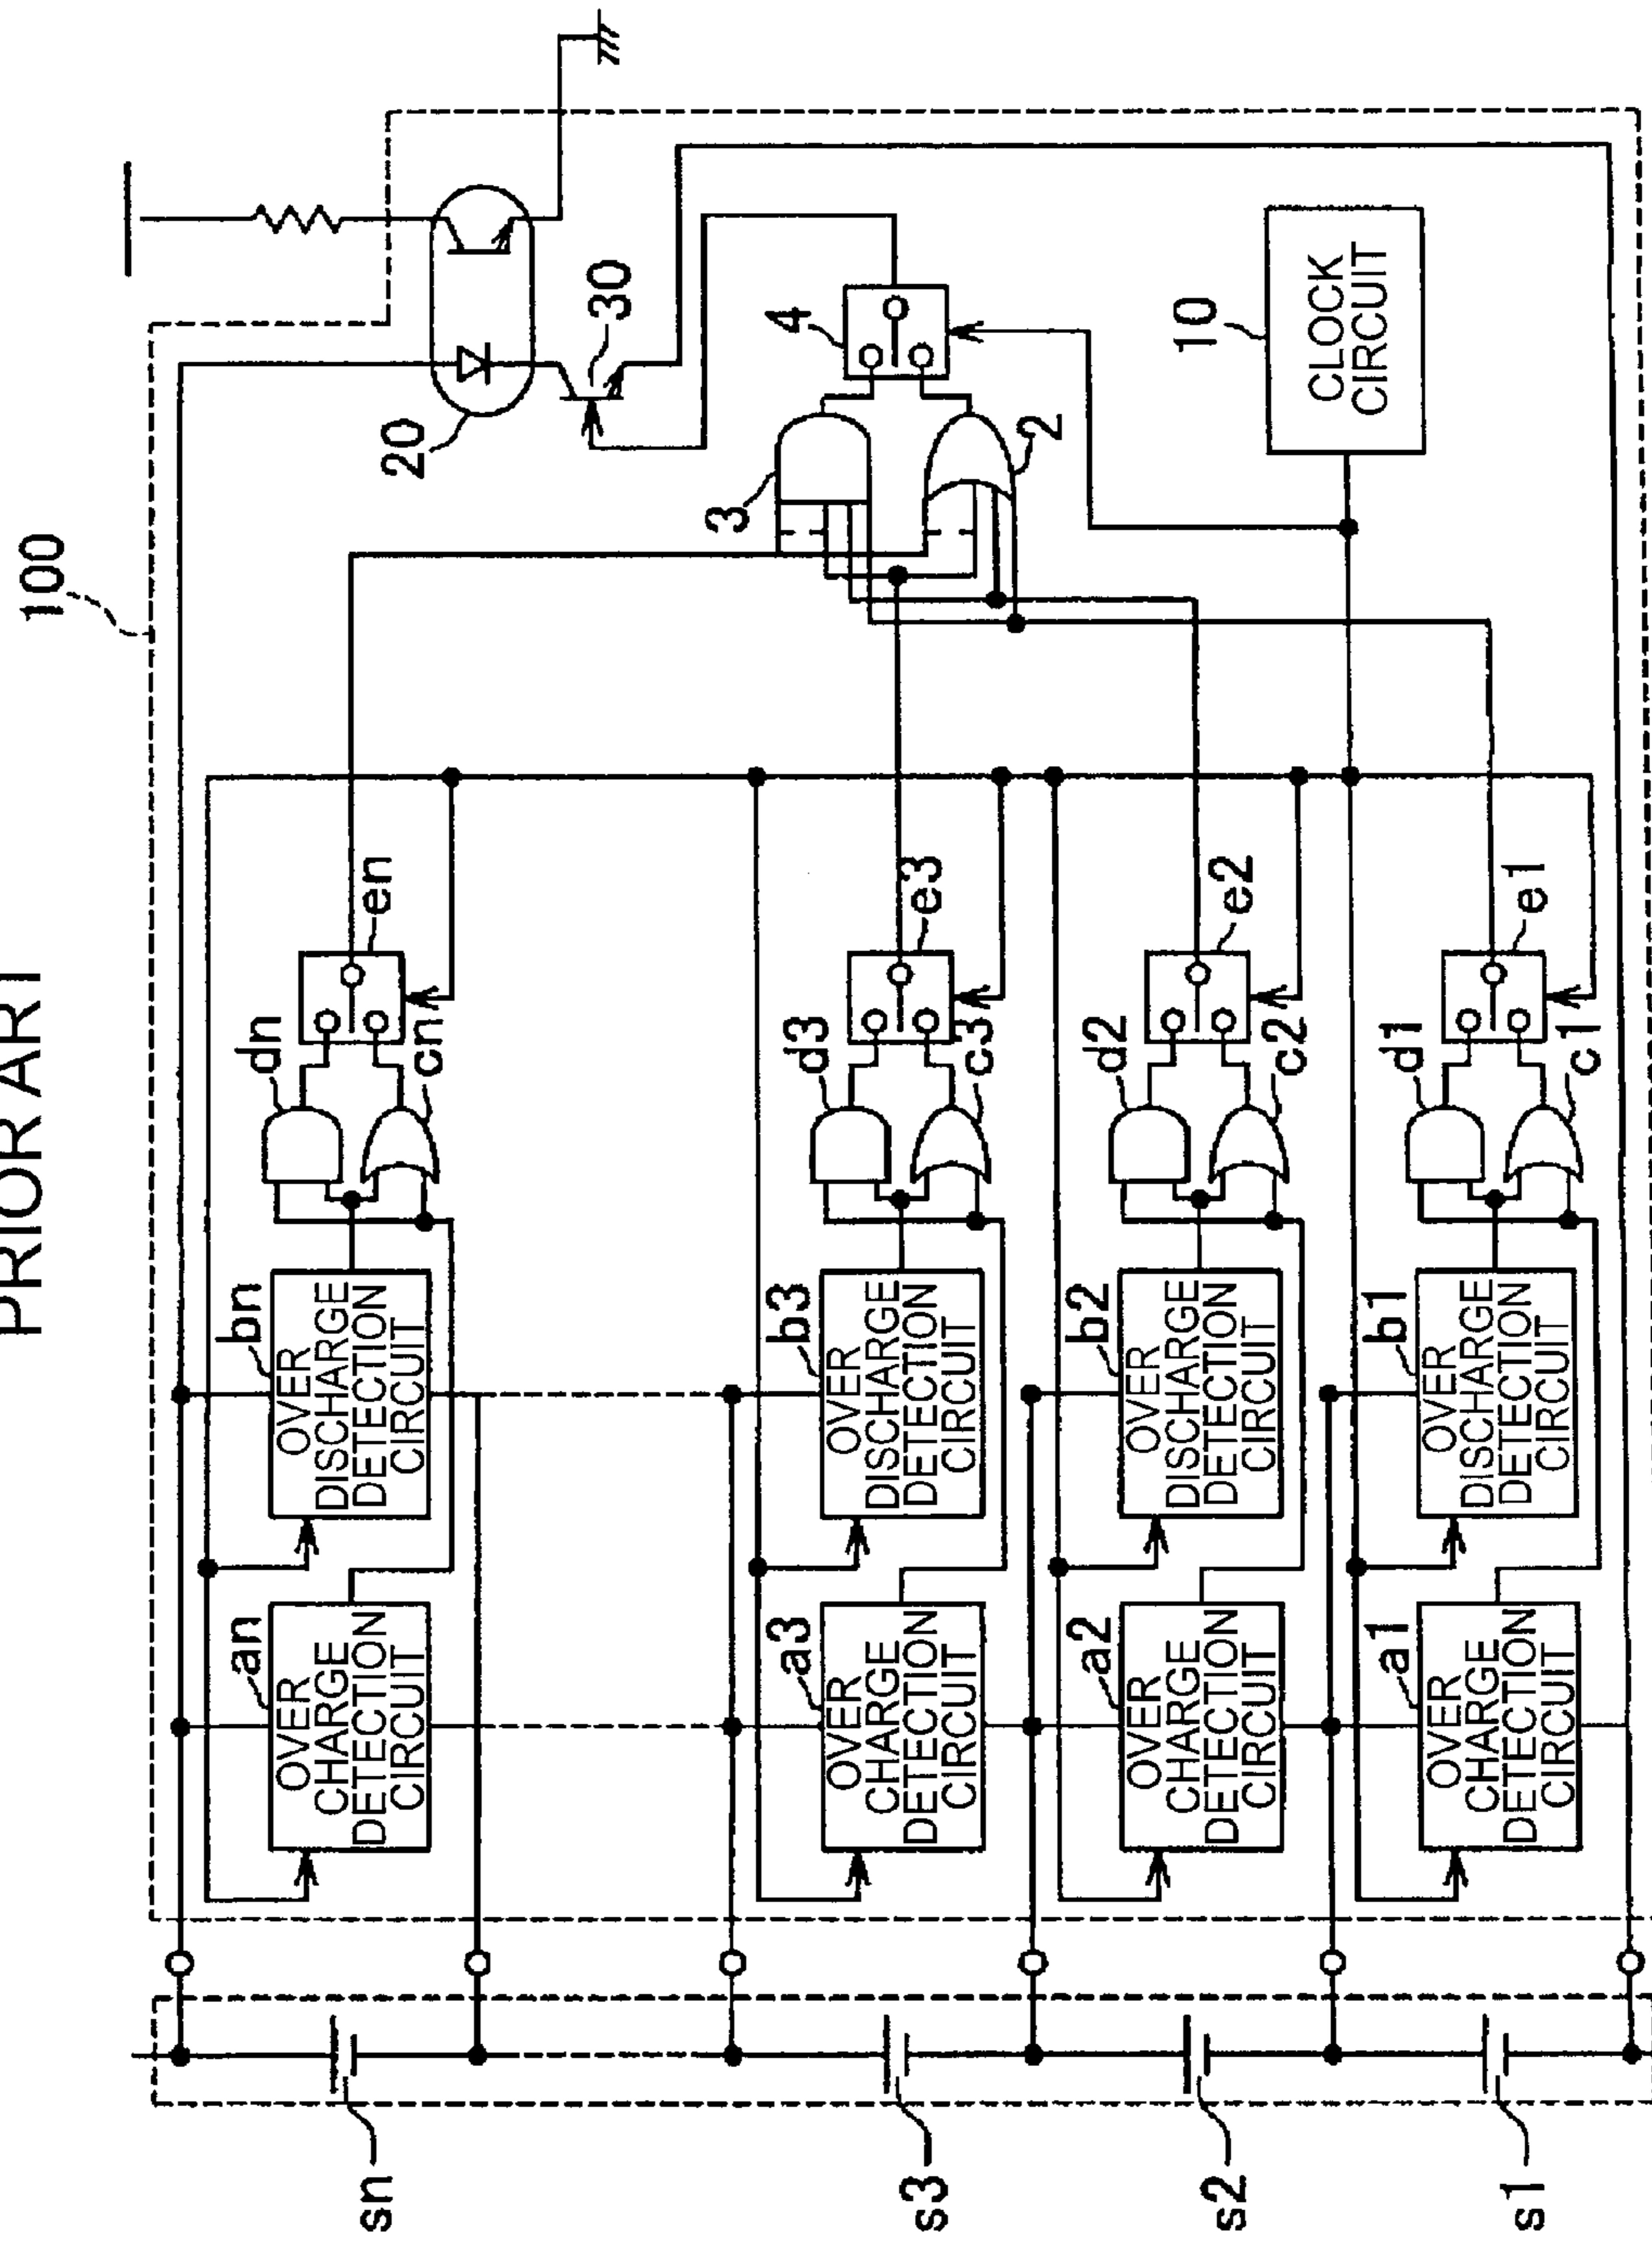 PRIOR ART
100
sn
an
OVER
CHARGE
DETECTION
CIRCUIT
bn
OVER
DISCHARGE
DETECTION
CIRCUIT
dn
cn
en
20
30
s3
a3
OVER
CHARGE
DETECTION
CIRCUIT
b3
OVER
DISCHARGE
DETECTION
CIRCUIT
d3
c3
e3
3
4
2
s2
a2
OVER
CHARGE
DETECTION
CIRCUIT
b2
OVER
DISCHARGE
DETECTION
CIRCUIT
d2
c2
e2
10
CLOCK
CIRCUIT
s1
a1
OVER
CHARGE
DETECTION
CIRCUIT
b1
OVER
DISCHARGE
DETECTION
CIRCUIT
d1
c1
e1